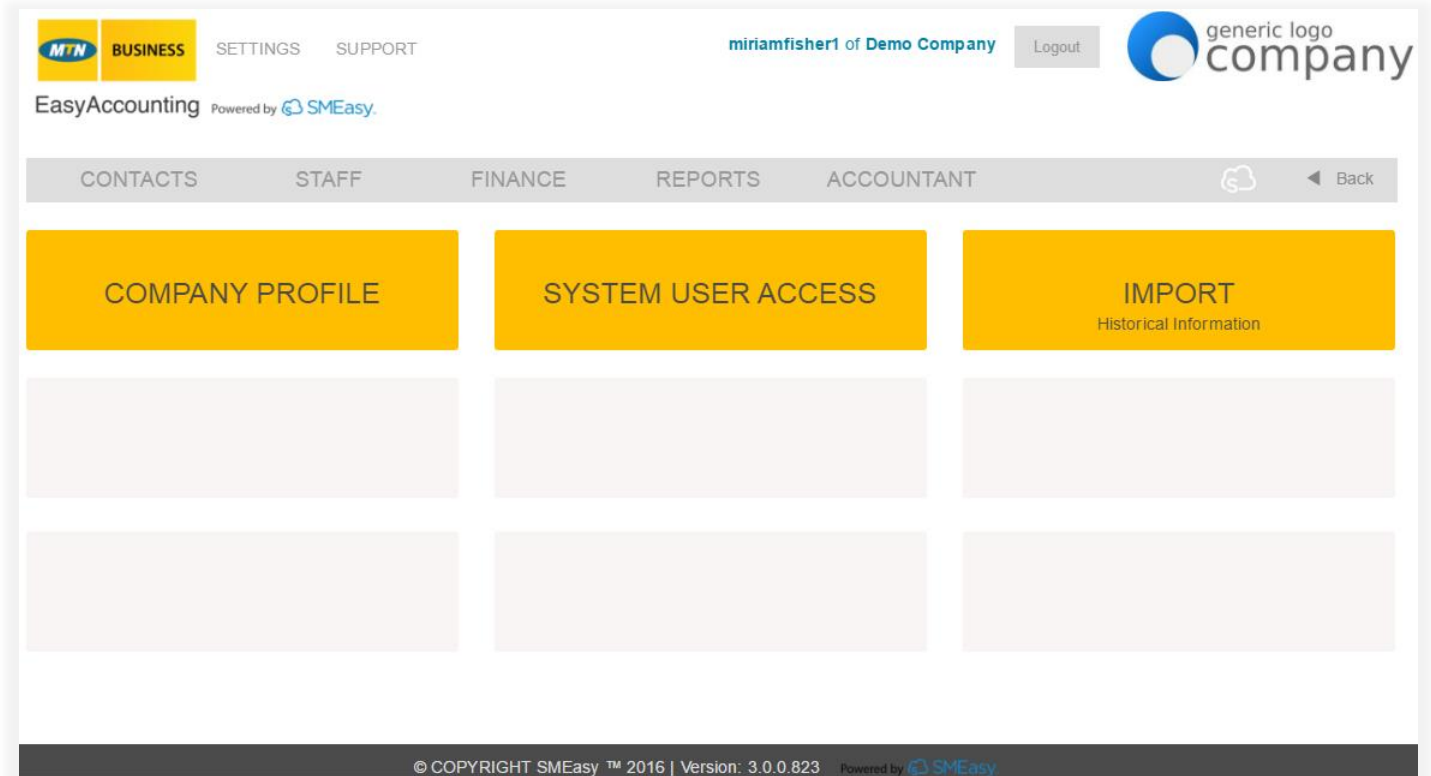 MTN BUSINESS SETTINGS SUPPORT miriamfisher1 of Demo Company Logout generic logo company
EasyAccounting Powered by SMEasy.
CONTACTS STAFF FINANCE REPORTS ACCOUNTANT Back
COMPANY PROFILE SYSTEM USER ACCESS IMPORT
Historical Information
© COPYRIGHT SMEasy ™ 2016 | Version: 3.0.0.823 Powered by SMEasy